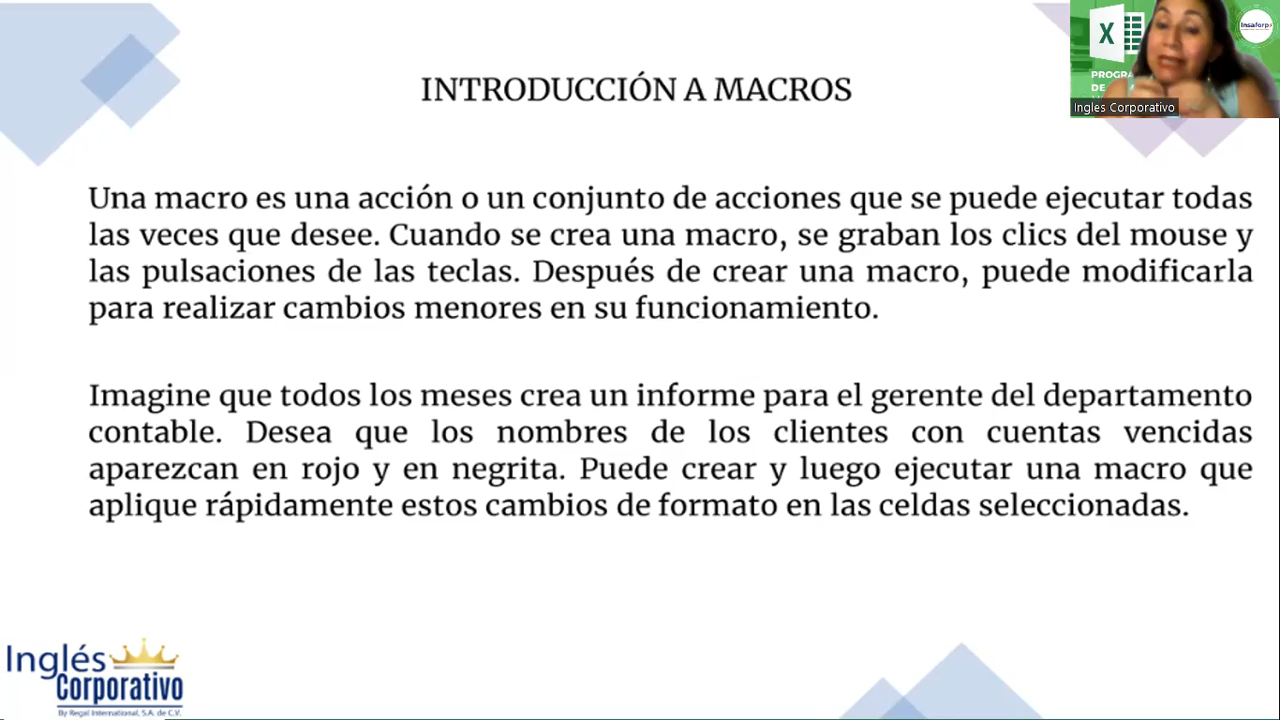 INTRODUCCIÓN A MACROS
X
Insaforp
PROGRA
DE
Ingles Corporativo
Una macro es una acción o un conjunto de acciones que se puede ejecutar todas
las veces que desee. Cuando se crea una macro, se graban los clics del mouse y
las pulsaciones de las teclas. Después de crear una macro, puede modificarla
para realizar cambios menores en su funcionamiento.
Imagine que todos los meses crea un informe para el gerente del departamento
contable. Desea que los nombres de los clientes con cuentas vencidas
aparezcan en rojo y en negrita. Puede crear y luego ejecutar una macro que
aplique rápidamente estos cambios de formato en las celdas seleccionadas.
Inglés
Corporativo
By Regal International, S.A. de C.V.